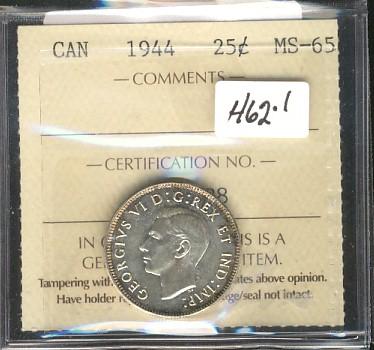 CAN 1944 25¢ MS-65
— COMMENTS —
H62.1
— CERTIFICATION NO. —
GEORGIVS VI D:G:REX ET IND:IMP:
IN IS IS A
GE ITEM.
Tampering with ates above opinion.
Have holder ge/seal not intact.